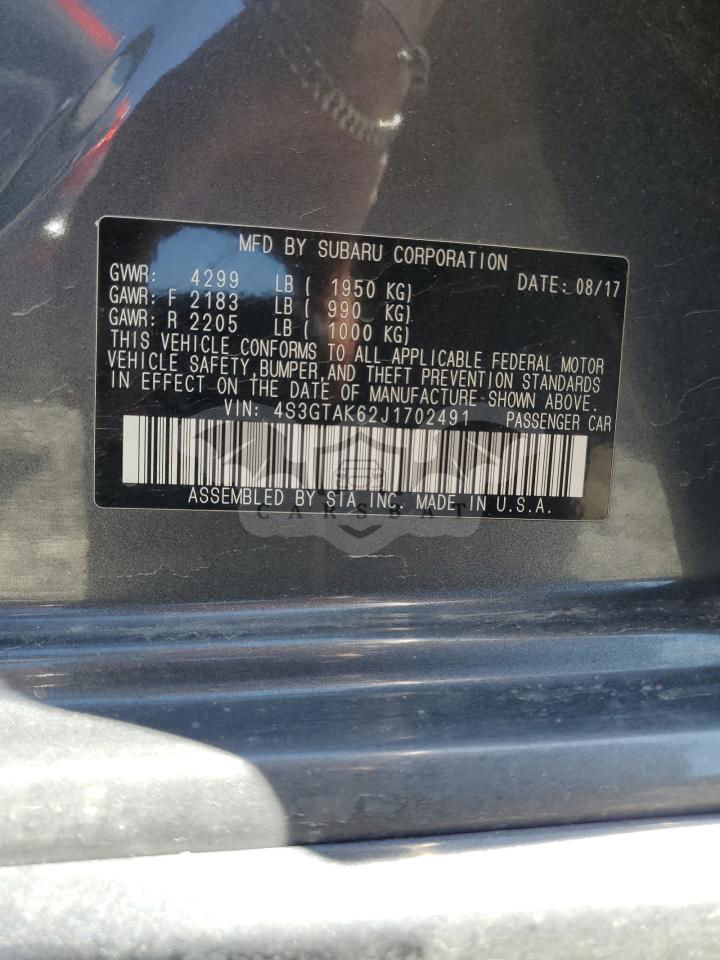 MFD BY SUBARU CORPORATION
GVWR: 4299 LB ( 1950 KG) DATE: 08/17
GAWR: F 2183 LB ( 990 KG)
GAWR: R 2205 LB ( 1000 KG)
THIS VEHICLE CONFORMS TO ALL APPLICABLE FEDERAL MOTOR
VEHICLE SAFETY,BUMPER,AND THEFT PREVENTION STANDARDS
IN EFFECT ON THE DATE OF MANUFACTURE SHOWN ABOVE.
VIN: 4S3GTAK62J1702491 PASSENGER CAR
ASSEMBLED BY SIA INC. MADE IN U.S.A.
CARSBAT